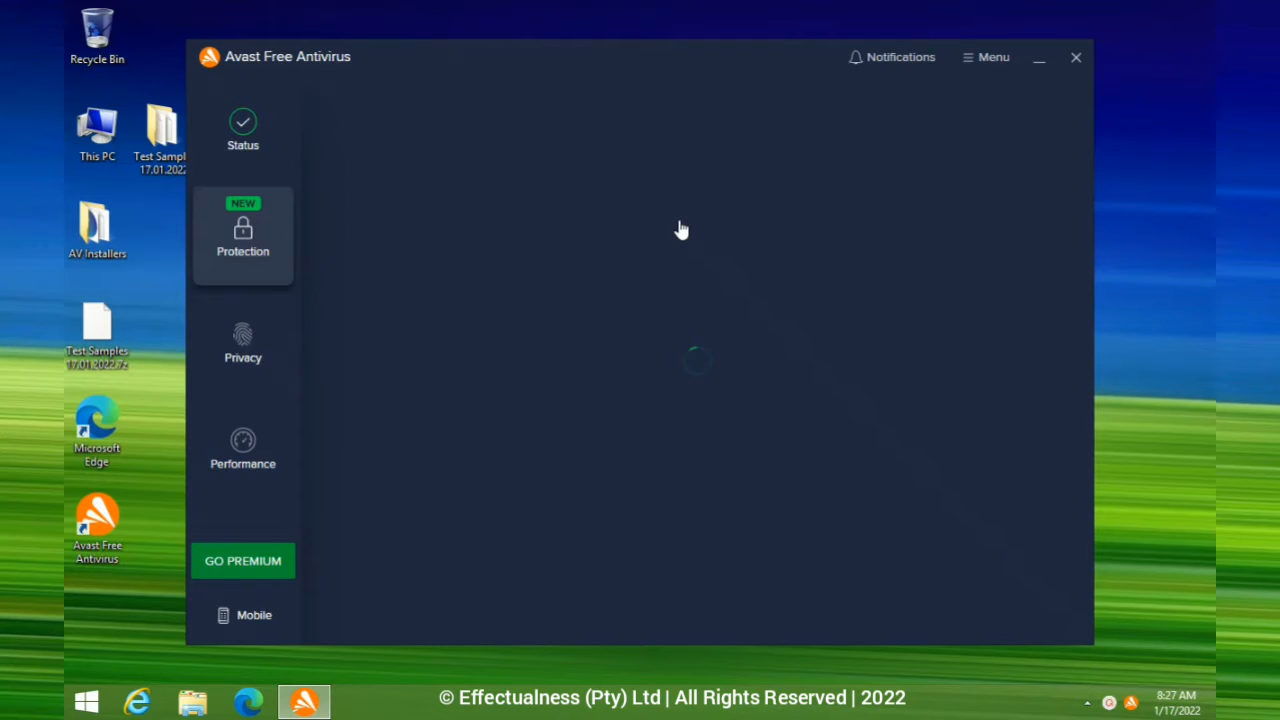 Recycle Bin
This PC
Test Sampl
17.01.2022
AV Installers
Test Samples
17.01.2022.7z
Microsoft
Edge
Avast Free
Antivirus
Avast Free Antivirus
Notifications
Menu
Status
NEW
Protection
Privacy
Performance
GO PREMIUM
Mobile
© Effectualness (Pty) Ltd | All Rights Reserved | 2022
8:27 AM
1/17/2022